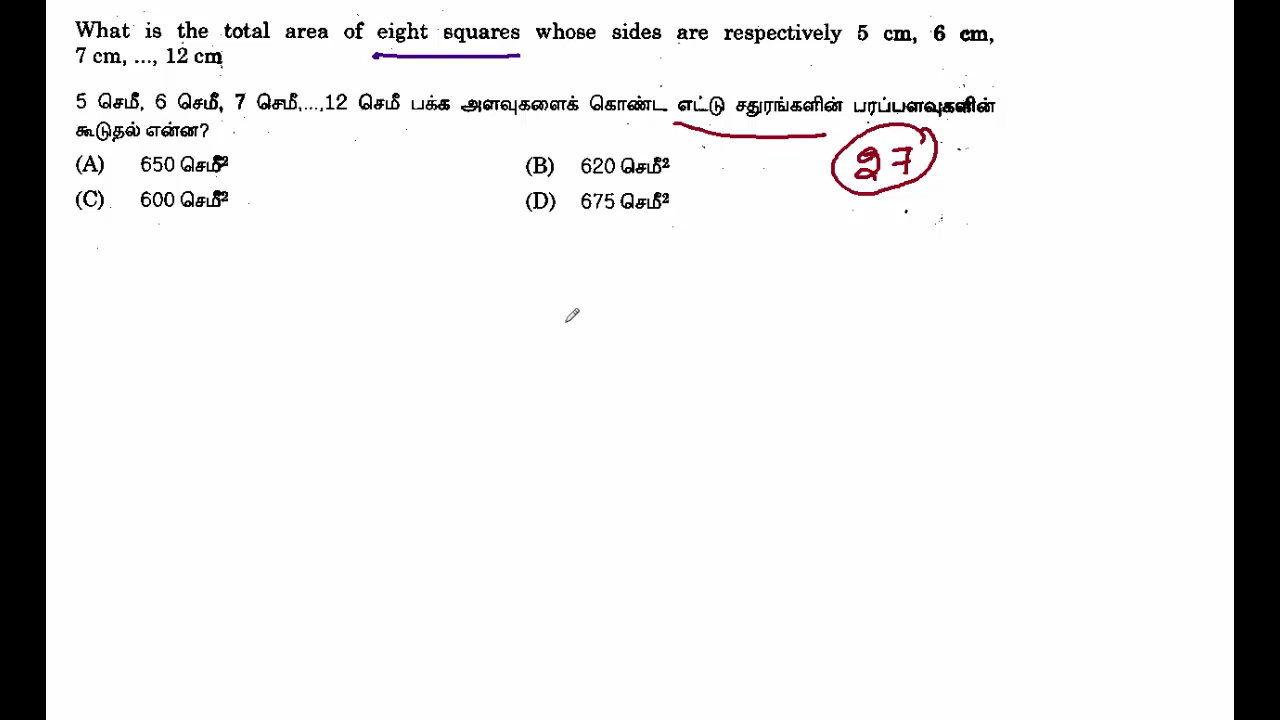 What is the total area of eight squares whose sides are respectively 5 cm, 6 cm,
7 cm, ..., 12 cm
5 செமீ, 6 செமீ, 7 செமீ,...,12 செமீ பக்க அளவுகளைக் கொண்ட எட்டு சதுரங்களின் பரப்பளவுகளின்
கூடுதல் என்ன?
27
(A) 650 செமீ² (B) 620 செமீ²
(C) 600 செமீ² (D) 675 செமீ²